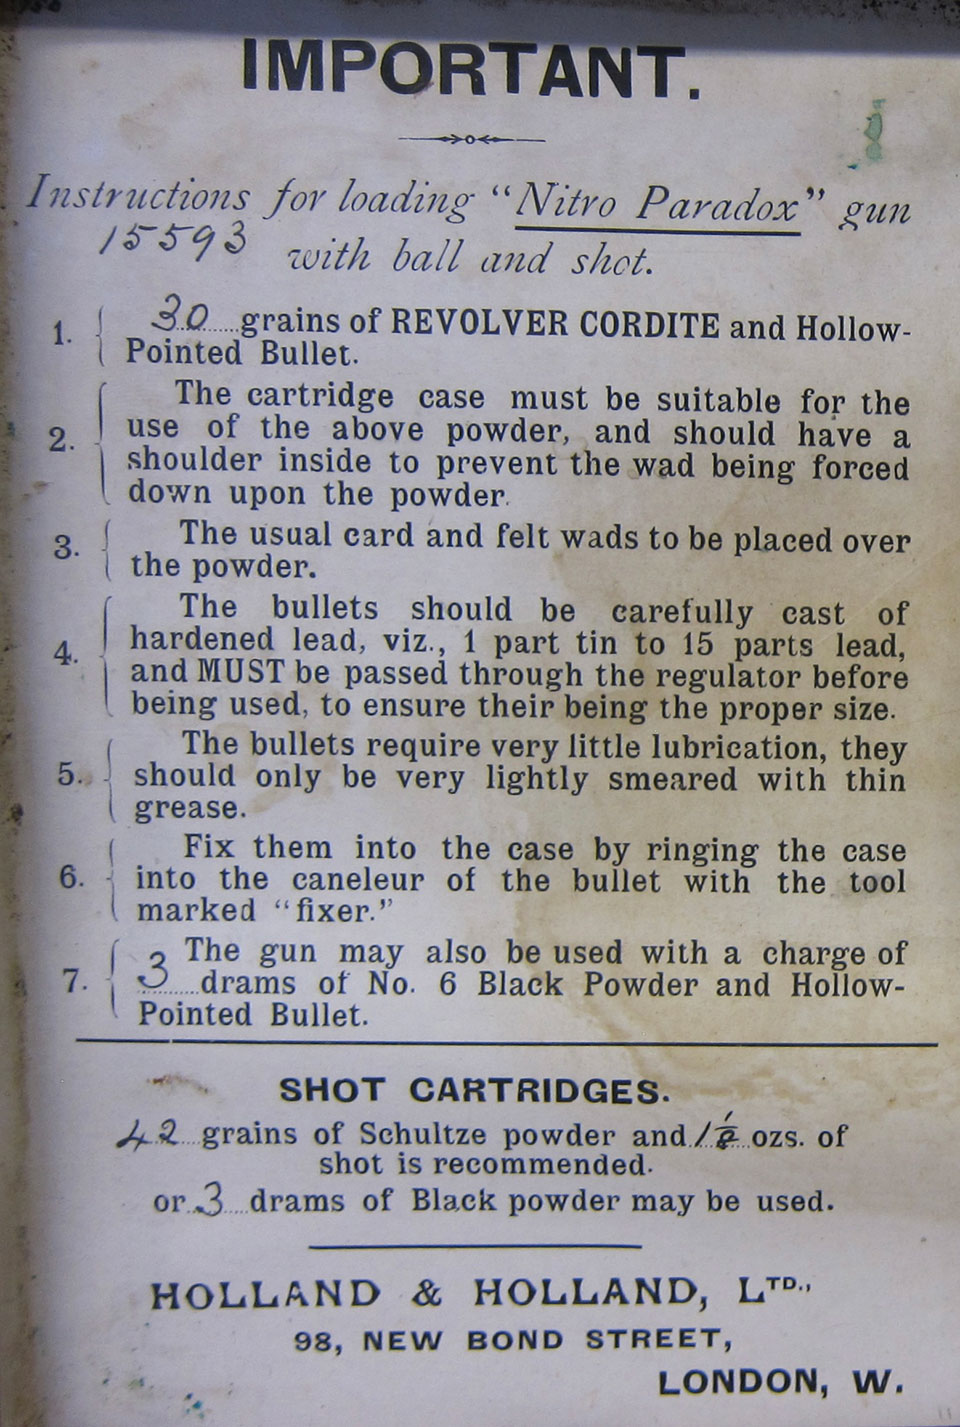 IMPORTANT.
Instructions for loading "Nitro Paradox" gun
15593 with ball and shot.
1. 30 grains of REVOLVER CORDITE and Hollow-
Pointed Bullet.
The cartridge case must be suitable for the
2. use of the above powder, and should have a
shoulder inside to prevent the wad being forced
down upon the powder.
3. The usual card and felt wads to be placed over
the powder.
The bullets should be carefully cast of
hardened lead, viz., 1 part tin to 15 parts lead,
4. and MUST be passed through the regulator before
being used, to ensure their being the proper size.
The bullets require very little lubrication, they
5. should only be very lightly smeared with thin
grease.
Fix them into the case by ringing the case
6. into the caneleur of the bullet with the tool
marked "fixer."
The gun may also be used with a charge of
7. 3 drams of No. 6 Black Powder and Hollow-
Pointed Bullet.
SHOT CARTRIDGES.
42 grains of Schultze powder and 1 ozs. of
shot is recommended.
or 3 drams of Black powder may be used.
HOLLAND & HOLLAND, LTD.,
98, NEW BOND STREET,
LONDON, W.